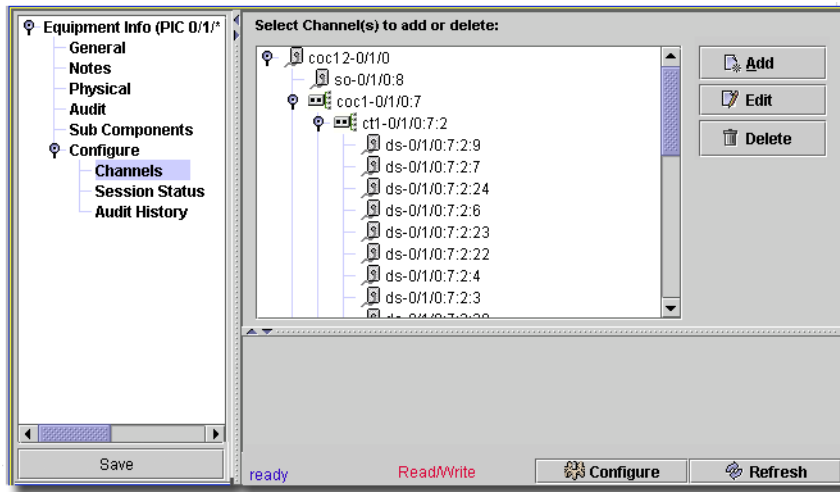 Equipment Info (PIC 0/1/*
General
Notes
Physical
Audit
Sub Components
Configure
Channels
Session Status
Audit History
Save
Select Channel(s) to add or delete:
coc12-0/1/0
so-0/1/0:8
coc1-0/1/0:7
ct1-0/1/0:7:2
ds-0/1/0:7:2:9
ds-0/1/0:7:2:7
ds-0/1/0:7:2:24
ds-0/1/0:7:2:6
ds-0/1/0:7:2:23
ds-0/1/0:7:2:22
ds-0/1/0:7:2:4
ds-0/1/0:7:2:3
Add
Edit
Delete
ready
Read/Write
Configure
Refresh